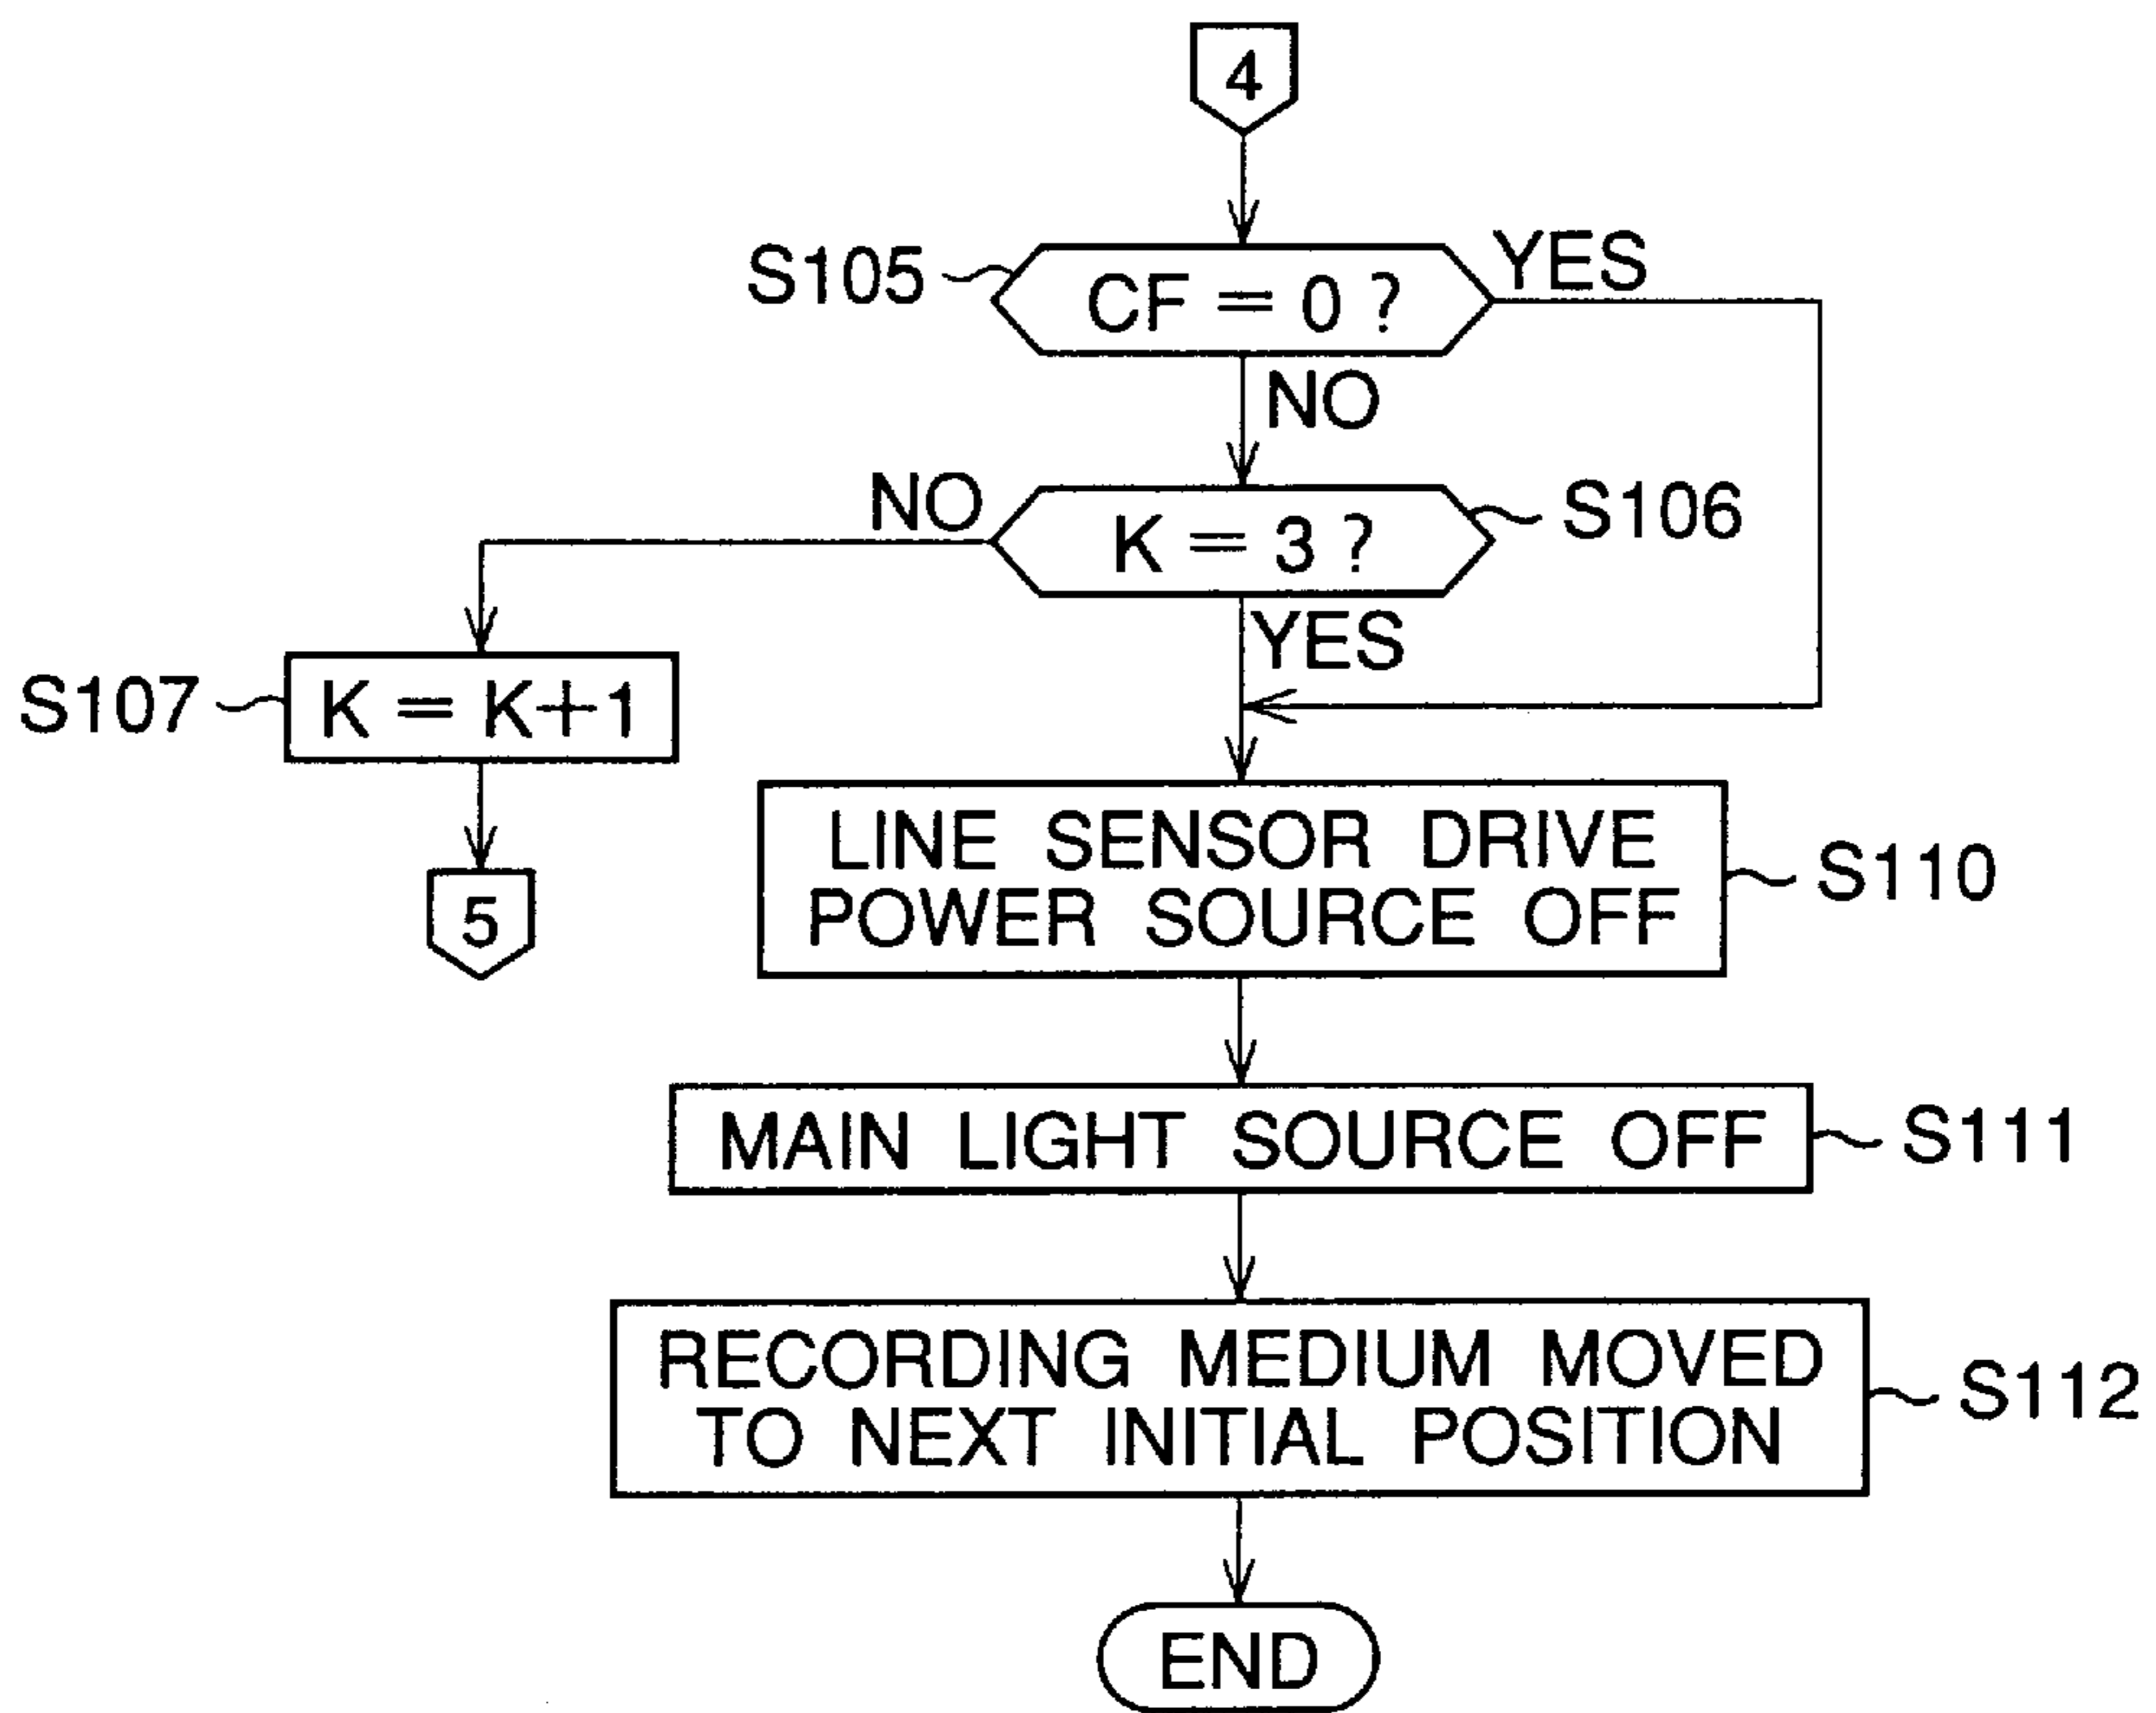 4
S105
CF = 0 ?
YES
NO
NO
K = 3 ?
S106
YES
S107
K = K+1
5
LINE SENSOR DRIVE
POWER SOURCE OFF
S110
MAIN LIGHT SOURCE OFF
S111
RECORDING MEDIUM MOVED
TO NEXT INITIAL POSITION
S112
END